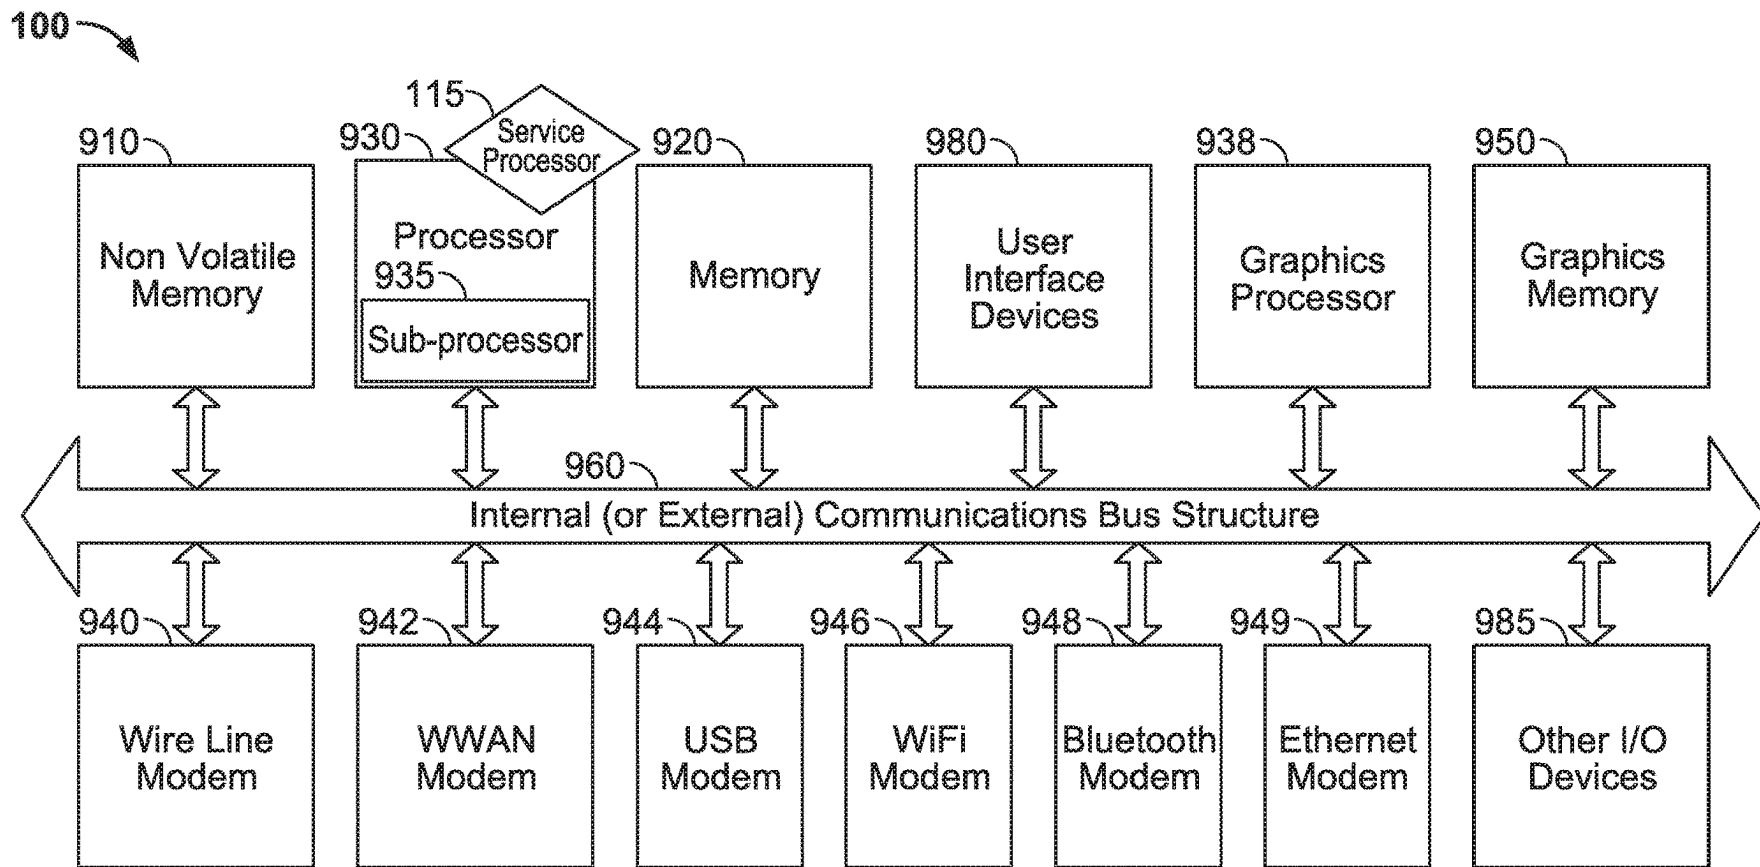 100
115
Service
Processor
910
930
920
980
938
950
Non Volatile
Memory
Processor
935
Sub-processor
Memory
User
Interface
Devices
Graphics
Processor
Graphics
Memory
960
Internal (or External) Communications Bus Structure
940
942
944
946
948
949
985
Wire Line
Modem
WWAN
Modem
USB
Modem
WiFi
Modem
Bluetooth
Modem
Ethernet
Modem
Other I/O
Devices